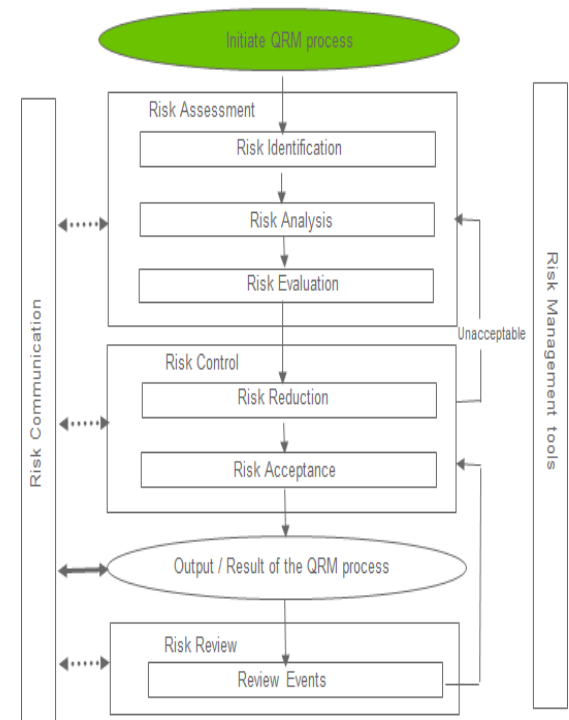 Initiate QRM process
Risk Assessment
Risk Identification
Risk Analysis
Risk Evaluation
Unacceptable
Risk Control
Risk Reduction
Risk Acceptance
Output / Result of the QRM process
Risk Review
Review Events
Risk Communication
Risk Management tools